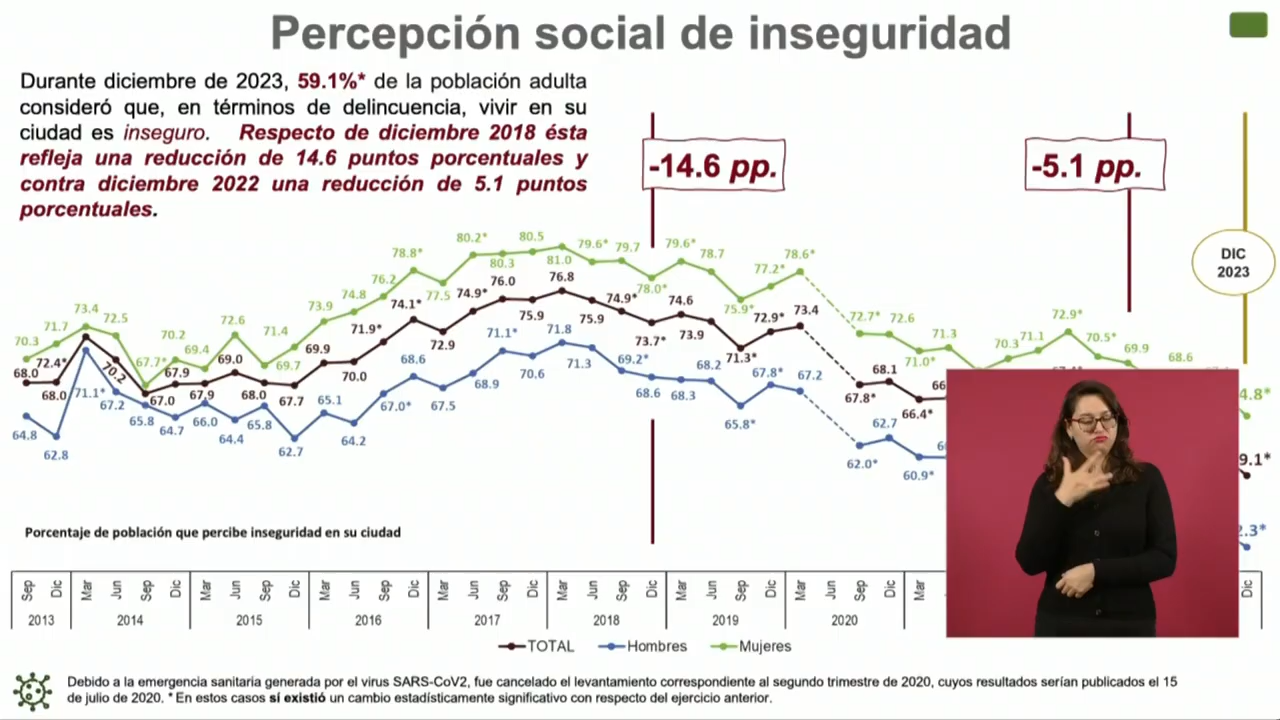 Percepción social de inseguridad
Durante diciembre de 2023, 59.1%* de la población adulta
consideró que, en términos de delincuencia, vivir en su
ciudad es inseguro. Respecto de diciembre 2018 ésta
refleja una reducción de 14.6 puntos porcentuales y
contra diciembre 2022 una reducción de 5.1 puntos
porcentuales.
-14.6 pp.
-5.1 pp.
DIC
2023
70.3 71.7 73.4 72.5 67.7* 70.2 69.4 72.6 71.4 69.7 73.9 74.8 76.2 78.8* 77.5 80.2* 80.3 80.5 81.0 79.6* 79.7 78.0* 79.6* 78.7 75.9* 77.2* 78.6* 72.7* 72.6 71.0* 71.3 70.3 71.1 72.9* 70.5* 69.9 68.6
68.0 72.4* 68.0 70.2 67.0 67.9 67.9 69.0 68.0 67.7 69.9 70.0 71.9* 74.1* 72.9 74.9* 76.0 75.9 76.8 75.9 74.9* 73.7* 74.6 73.9 71.3* 72.9* 73.4 67.8* 68.1 66.4*
64.8 62.8 71.1* 67.2 65.8 64.7 66.0 64.4 65.8 62.7 65.1 64.2 67.0* 68.6 67.5 68.9 71.1* 70.6 71.8 71.3 69.2* 68.6 68.3 68.2 65.8* 67.8* 67.2 62.0* 62.7 60.9*
4.8*
9.1*
2.3*
Porcentaje de población que percibe inseguridad en su ciudad
Sep Dic Mar Jun Sep Dic Mar Jun Sep Dic Mar Jun Sep Dic Mar Jun Sep Dic Mar Jun Sep Dic Mar Jun Sep Dic Mar Jun Sep Dic Mar Dic
2013 2014 2015 2016 2017 2018 2019 2020
TOTAL Hombres Mujeres
Debido a la emergencia sanitaria generada por el virus SARS-CoV2, fue cancelado el levantamiento correspondiente al segundo trimestre de 2020, cuyos resultados serían publicados el 15
de julio de 2020. * En estos casos sí existió un cambio estadísticamente significativo con respecto del ejercicio anterior.